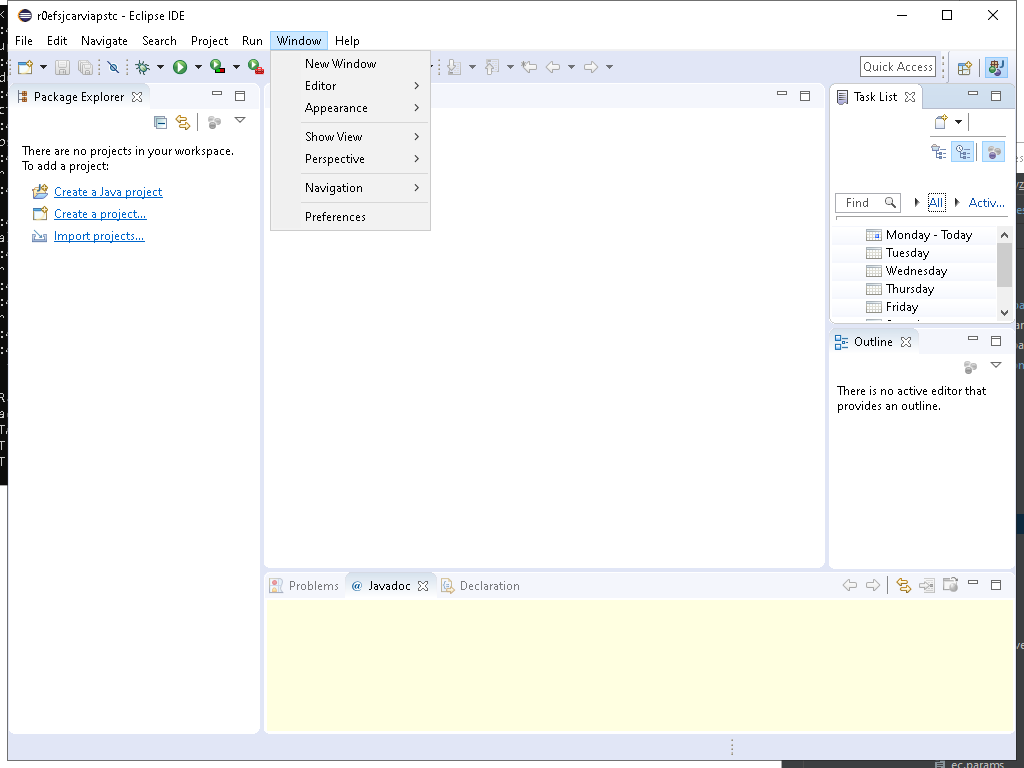 r0efsjcarviapstc - Eclipse IDE
File Edit Navigate Search Project Run Window Help
Quick Access
New Window
Editor
Appearance
Show View
Perspective
Navigation
Preferences
Package Explorer
There are no projects in your workspace.
To add a project:
Create a Java project
Create a project...
Import projects...
Task List
Find
All
Activ...
Monday - Today
Tuesday
Wednesday
Thursday
Friday
Outline
There is no active editor that
provides an outline.
Problems
@ Javadoc
Declaration
ec.params